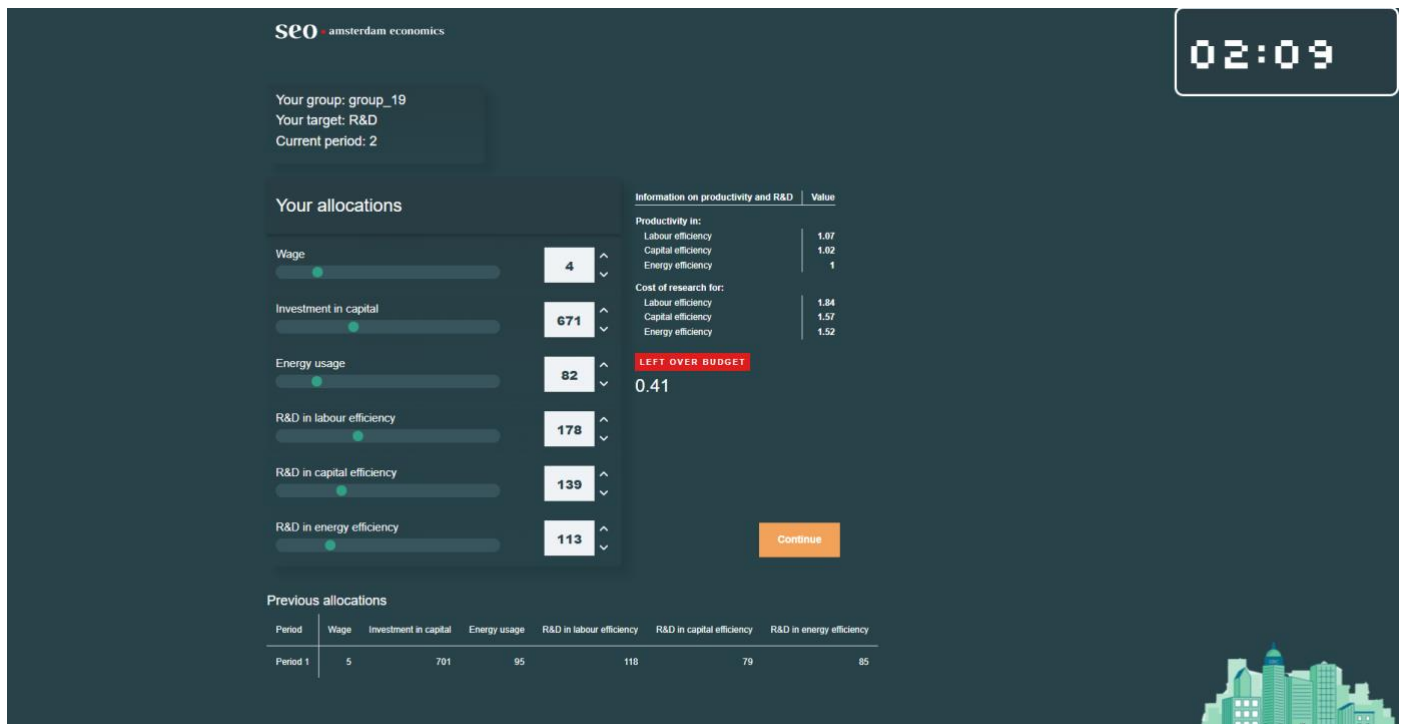 seo • amsterdam economics
02:09
Your group: group_19
Your target: R&D
Current period: 2
Your allocations
Wage
4
Investment in capital
671
Energy usage
82
R&D in labour efficiency
178
R&D in capital efficiency
139
R&D in energy efficiency
113
Information on productivity and R&D Value
Productivity in:
Labour efficiency 1.07
Capital efficiency 1.02
Energy efficiency 1
Cost of research for:
Labour efficiency 1.84
Capital efficiency 1.57
Energy efficiency 1.52
LEFT OVER BUDGET
0.41
Continue
Previous allocations
Period Wage Investment in capital Energy usage R&D in labour efficiency R&D in capital efficiency R&D in energy efficiency
Period 1 5 701 95 118 79 85